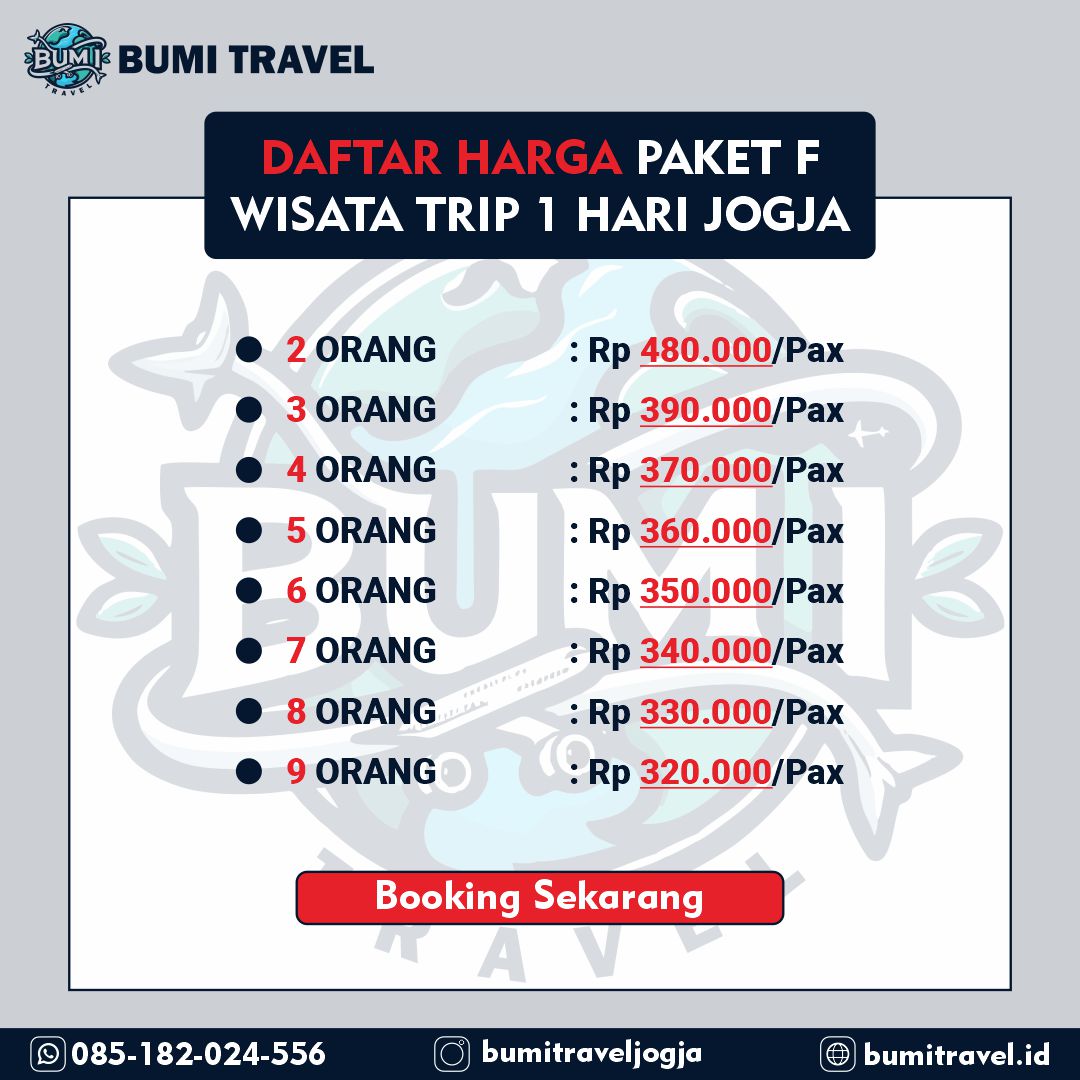 BUMI TRAVEL
BUMI TRAVEL
DAFTAR HARGA PAKET F
WISATA TRIP 1 HARI JOGJA
2 ORANG : Rp 480.000/Pax
3 ORANG : Rp 390.000/Pax
4 ORANG : Rp 370.000/Pax
5 ORANG : Rp 360.000/Pax
6 ORANG : Rp 350.000/Pax
7 ORANG : Rp 340.000/Pax
8 ORANG : Rp 330.000/Pax
9 ORANG : Rp 320.000/Pax
BUMI
TRAVEL
Booking Sekarang
085-182-024-556 bumitraveljogja bumitravel.id